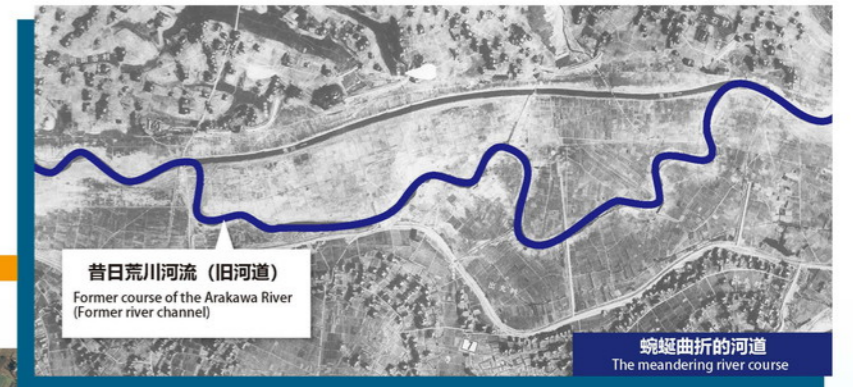 昔日荒川河流（旧河道）
Former course of the Arakawa River
(Former river channel)
蜿蜒曲折的河道
The meandering river course